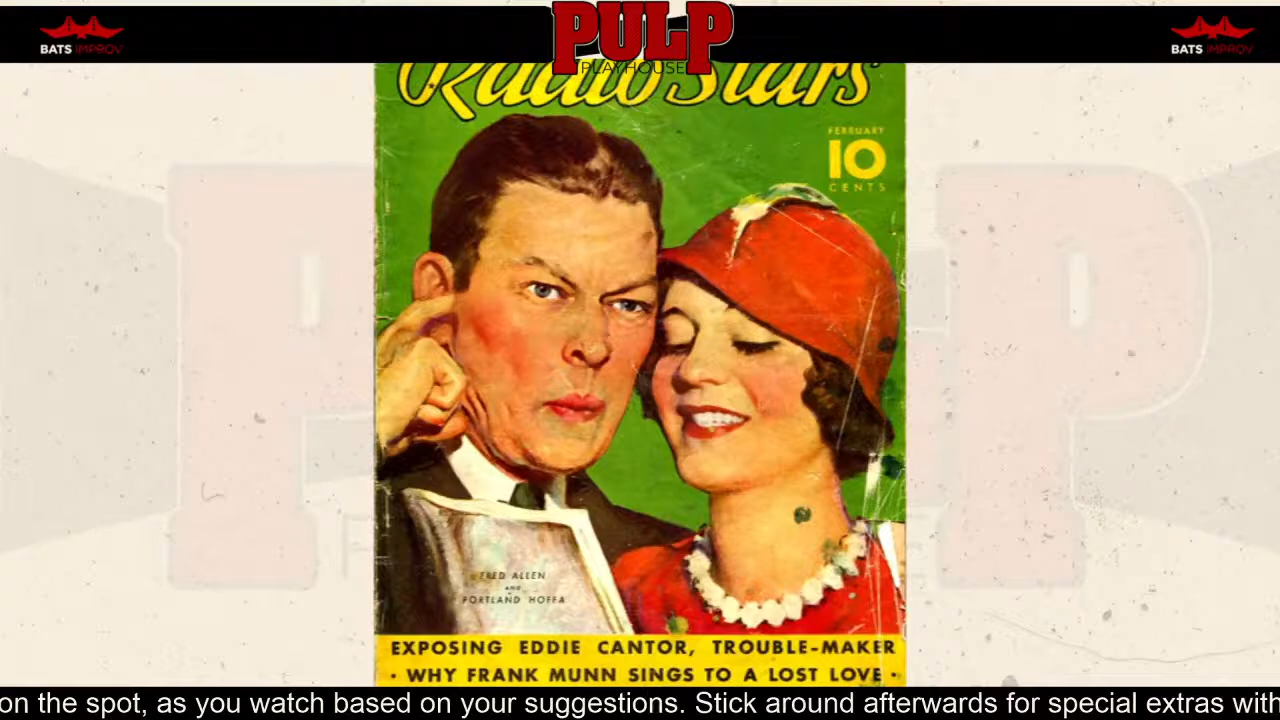 PULP
PLAYHOUSE
BATS IMPROV
BATS IMPROV
Radio Stars
FEBRUARY
10
CENTS
FRED ALLEN
AND
PORTLAND HOFFA
EXPOSING EDDIE CANTOR, TROUBLE-MAKER
• WHY FRANK MUNN SINGS TO A LOST LOVE •
on the spot, as you watch based on your suggestions. Stick around afterwards for special extras with